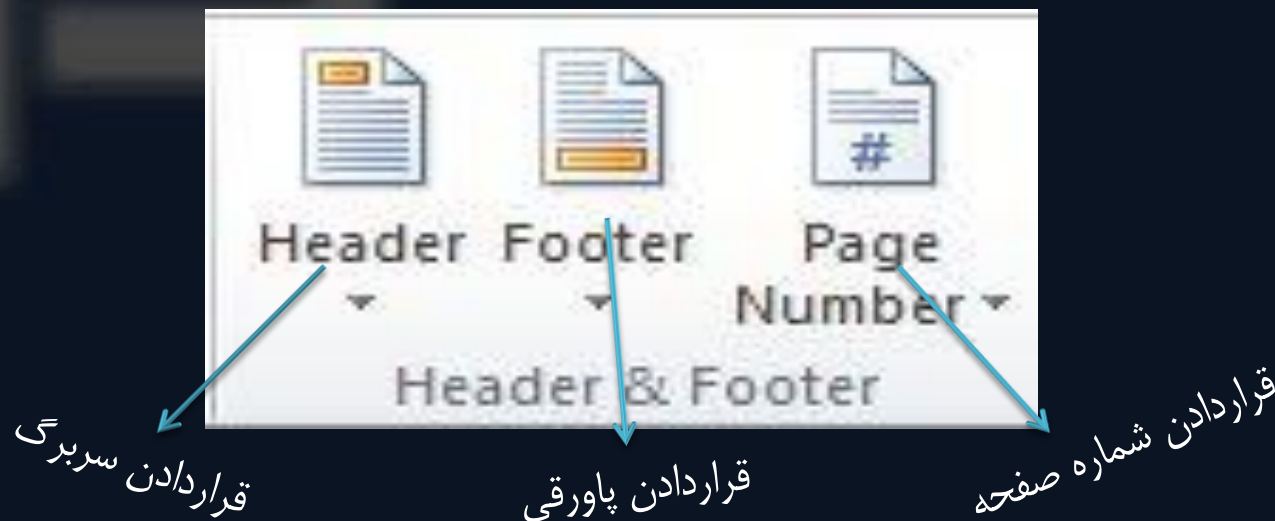 Header
Footer
Page
Number
Header & Footer
قراردادن سربرگ
قراردادن پاورقی
قراردادن شماره صفحه